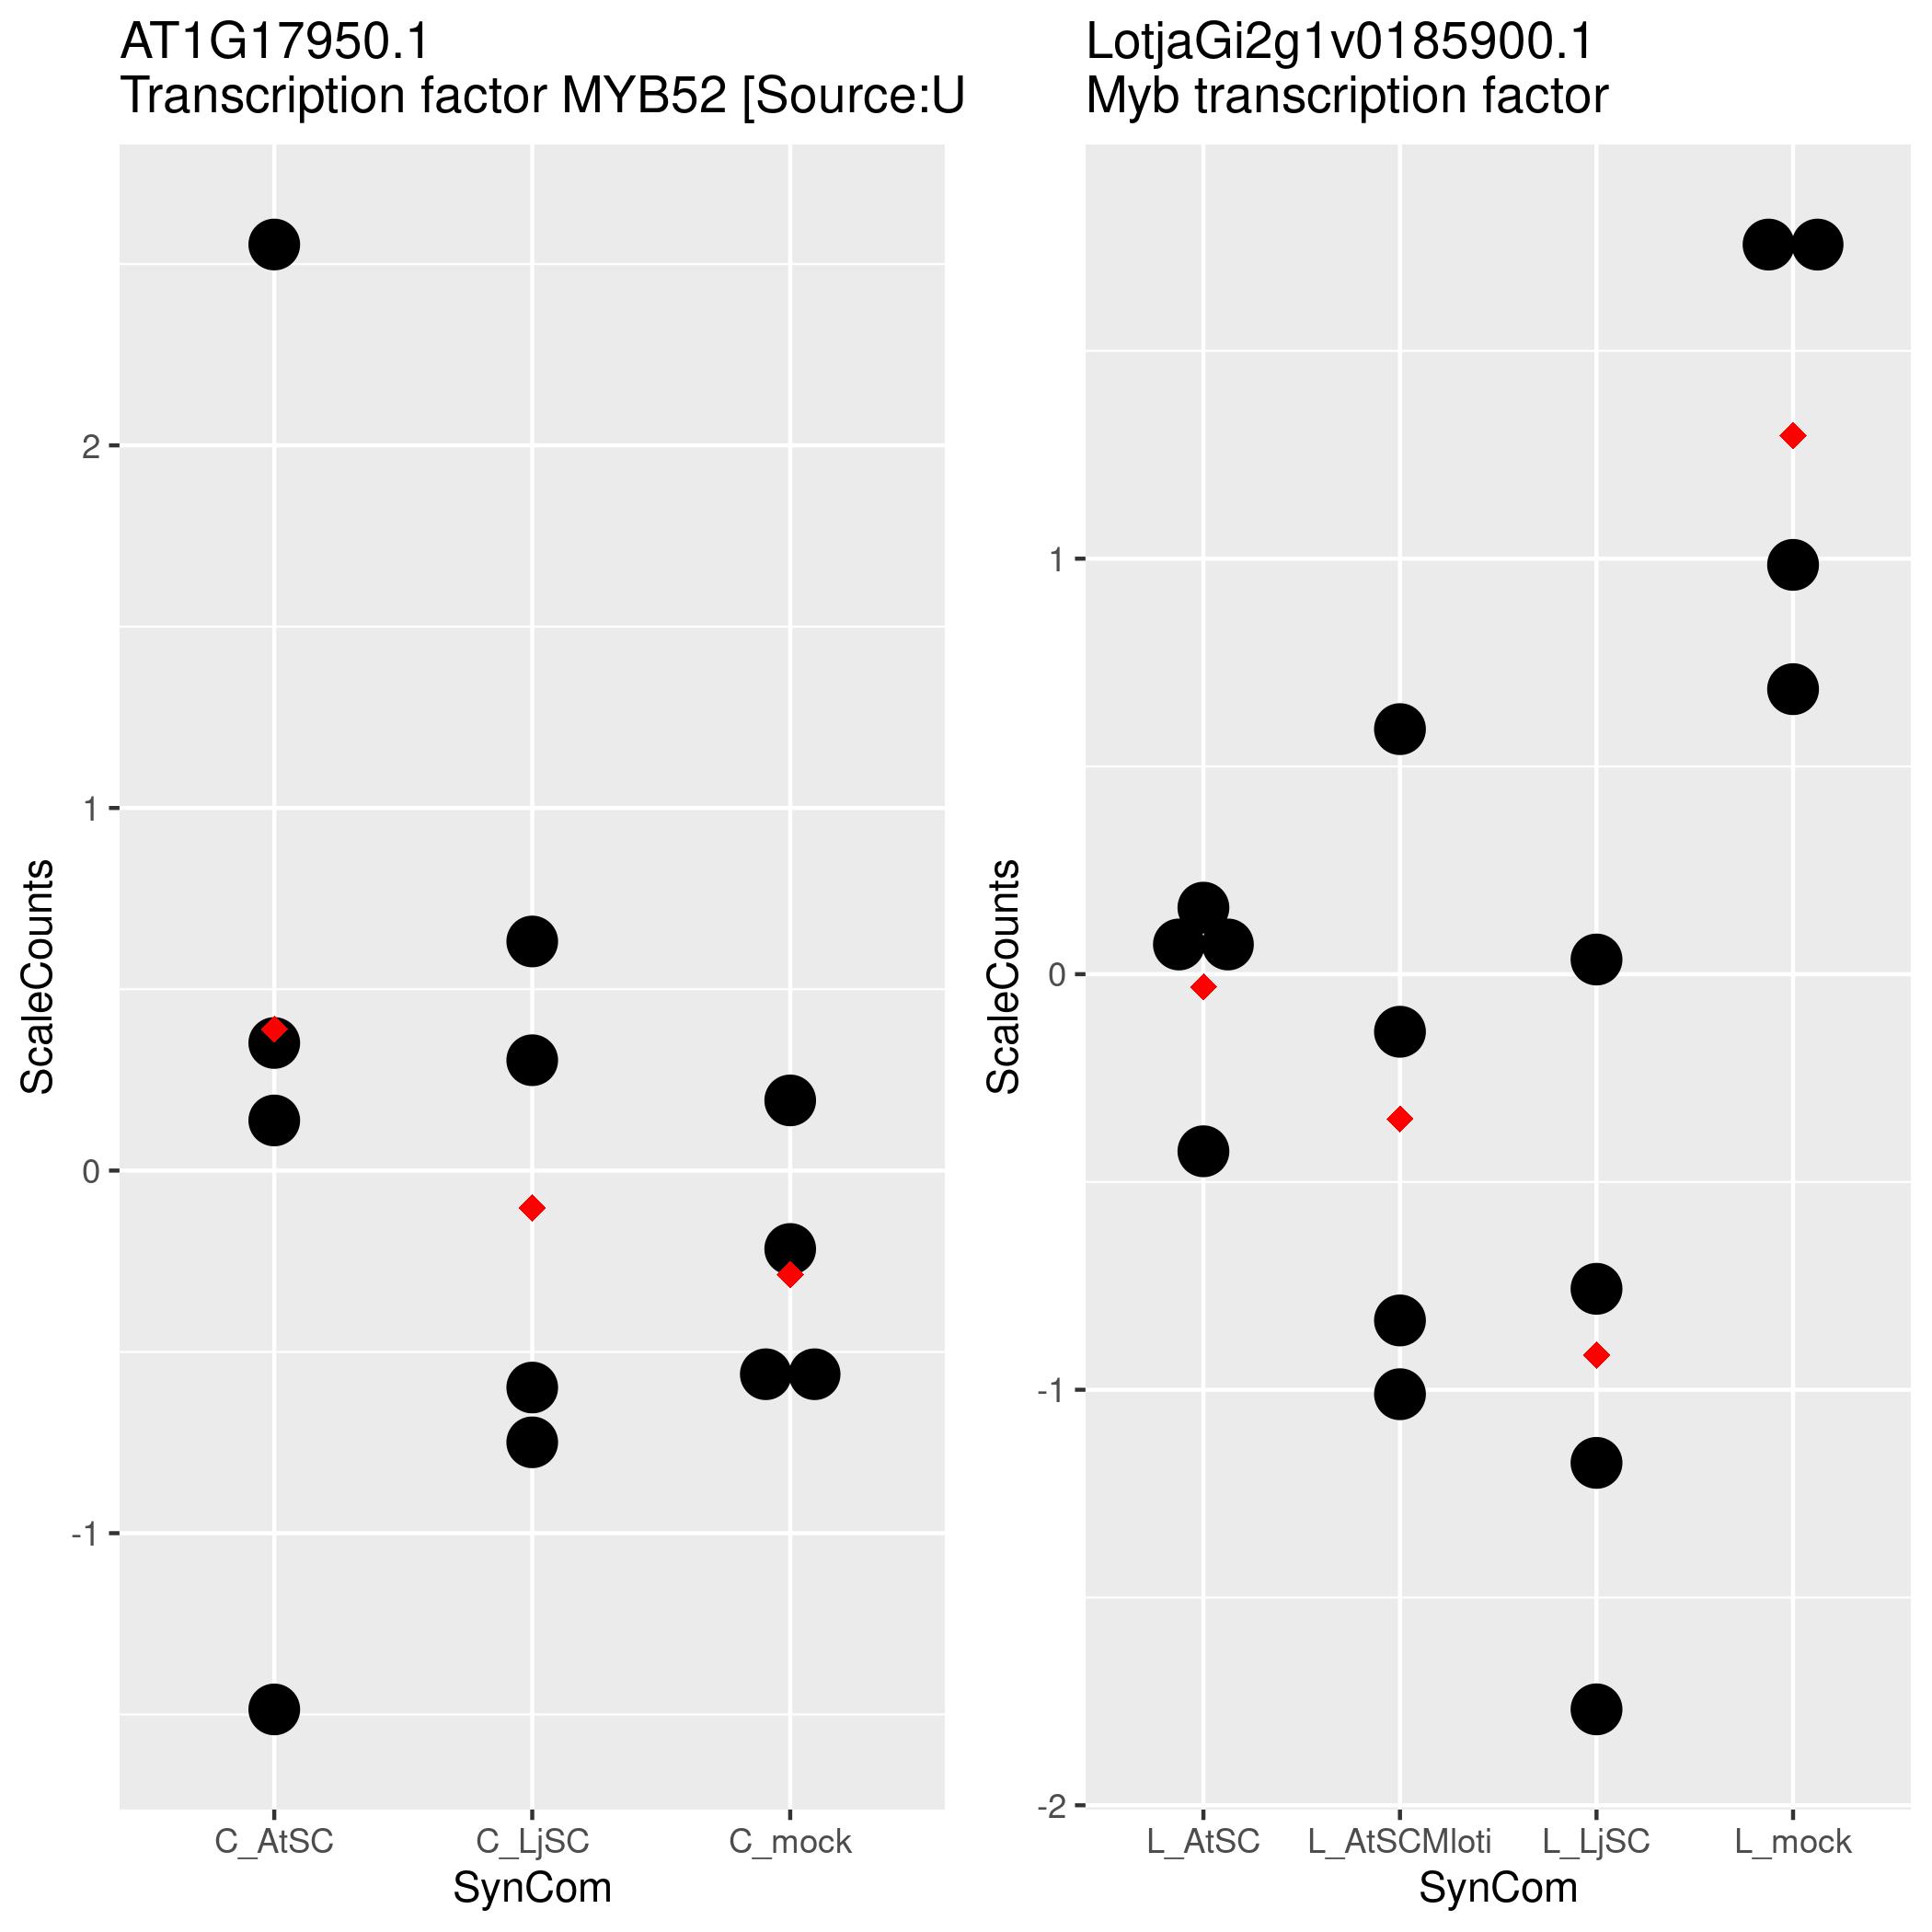 AT1G17950.1
Transcription factor MYB52 [Source:U
ScaleCounts
2
1
0
-1
C_AtSC C_LjSC C_mock
SynCom
LotjaGi2g1v0185900.1
Myb transcription factor
ScaleCounts
1
0
-1
-2
L_AtSC L_AtSCMloti L_LjSC L_mock
SynCom